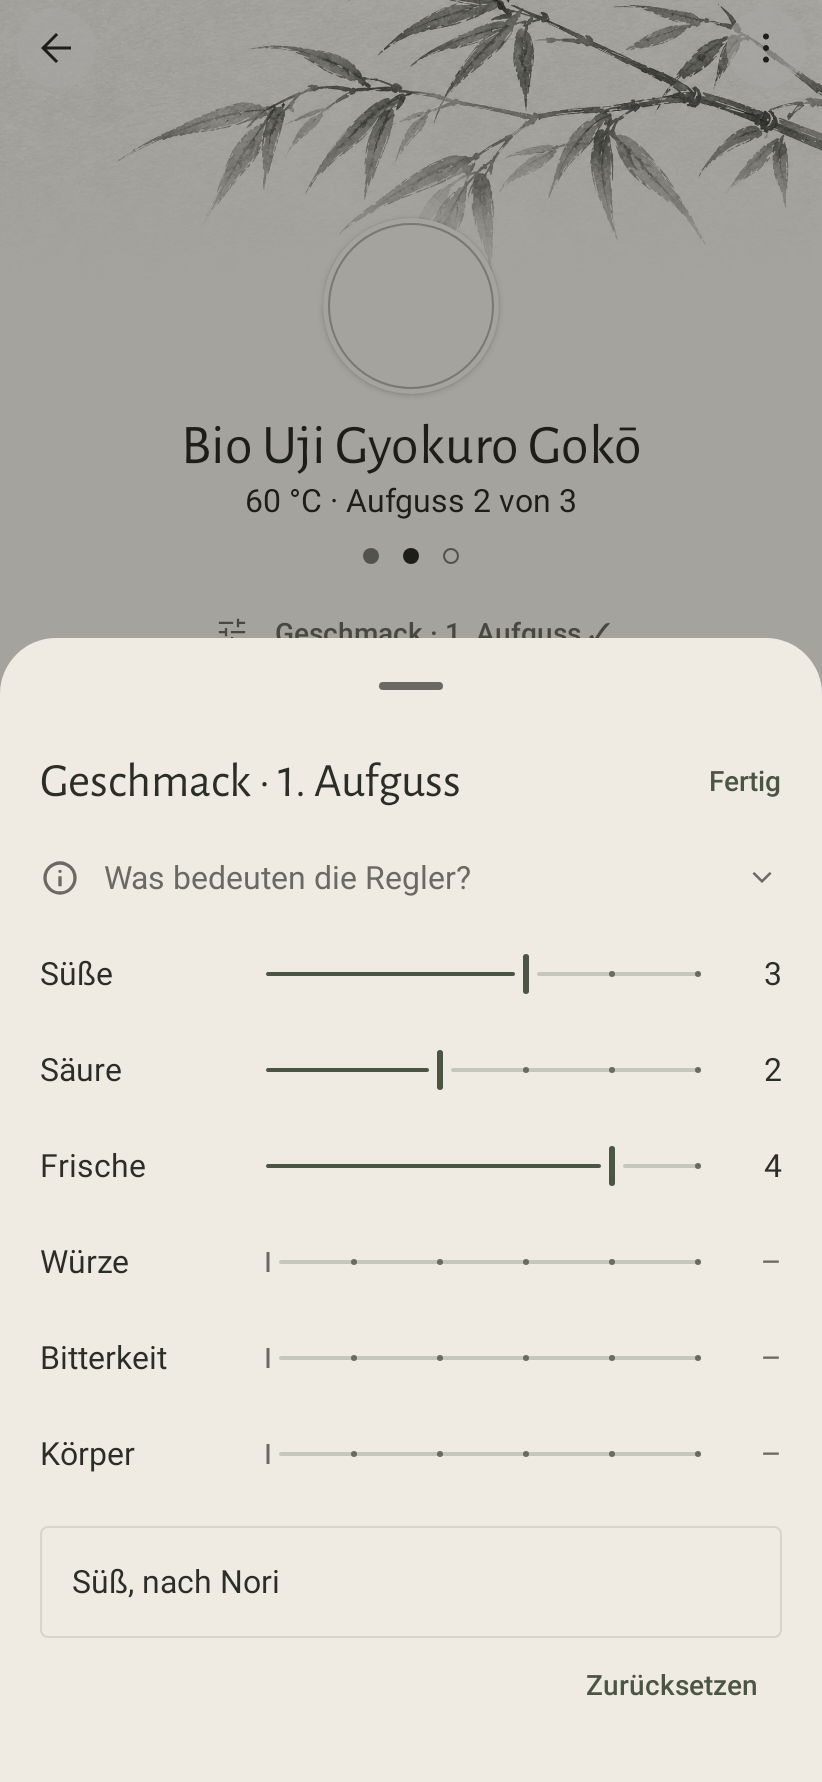 Bio Uji Gyokuro Gokō
60 °C · Aufguss 2 von 3
Geschmack · 1. Aufguss ✓
Geschmack · 1. Aufguss
Fertig
Was bedeuten die Regler?
Süße 3
Säure 2
Frische 4
Würze –
Bitterkeit –
Körper –
Süß, nach Nori
Zurücksetzen